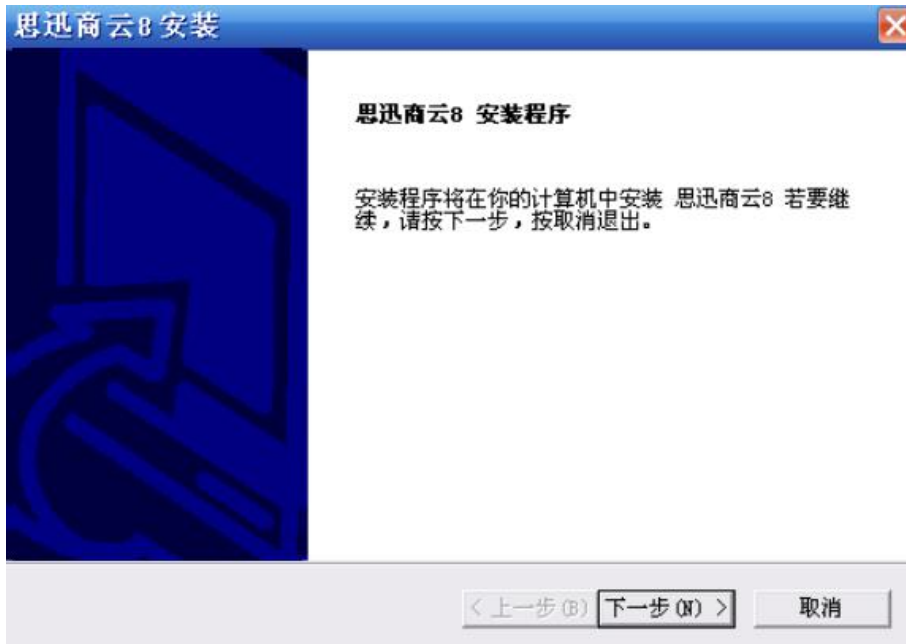 思迅商云8 安装
思迅商云8 安装程序
安装程序将在你的计算机中安装 思迅商云8 若要继
续，请按下一步，按取消退出。
< 上一步(B) 下一步(N) > 取消